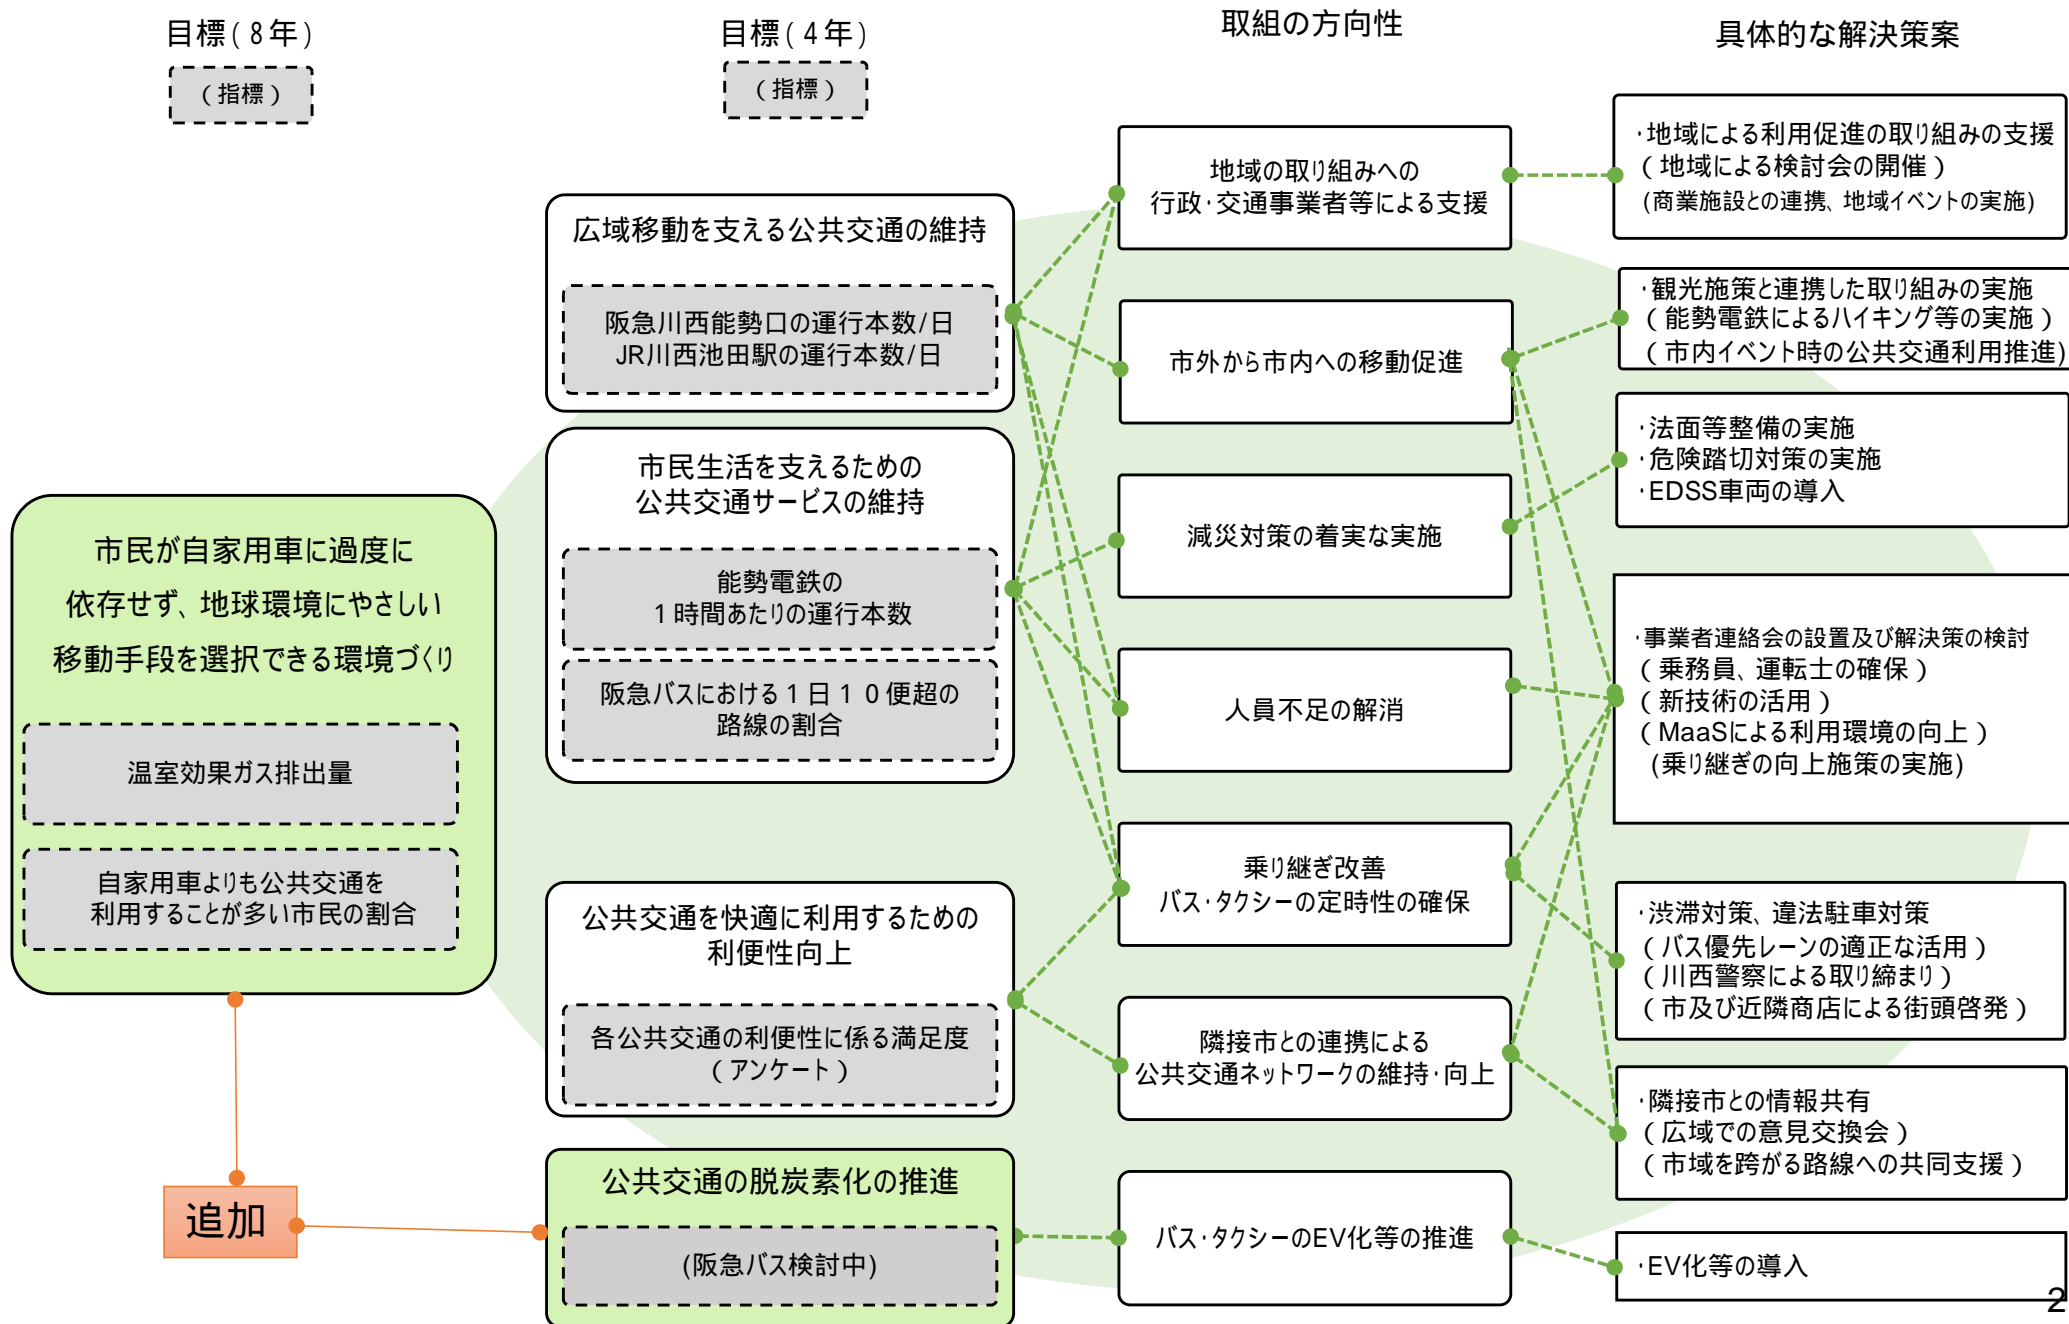 目標(8年)
(指標)
目標(4年)
(指標)
取組の方向性
具体的な解決策案
市民が自家用車に過度に
依存せず、地球環境にやさしい
移動手段を選択できる環境づくり
温室効果ガス排出量
自家用車よりも公共交通を
利用することが多い市民の割合
追加
広域移動を支える公共交通の維持
阪急川西能勢口の運行本数/日
JR川西池田駅の運行本数/日
市民生活を支えるための
公共交通サービスの維持
能勢電鉄の
1時間あたりの運行本数
阪急バスにおける1日10便超の
路線の割合
公共交通を快適に利用するための
利便性向上
各公共交通の利便性に係る満足度
(アンケート)
公共交通の脱炭素化の推進
(阪急バス検討中)
地域の取り組みへの
行政・交通事業者等による支援
市外から市内への移動促進
減災対策の着実な実施
人員不足の解消
乗り継ぎ改善
バス・タクシーの定時性の確保
隣接市との連携による
公共交通ネットワークの維持・向上
バス・タクシーのEV化等の推進
・地域による利用促進の取り組みの支援
(地域による検討会の開催)
(商業施設との連携、地域イベントの実施)
・観光施策と連携した取り組みの実施
(能勢電鉄によるハイキング等の実施)
(市内イベント時の公共交通利用推進)
・法面等整備の実施
・危険踏切対策の実施
・EDSS車両の導入
・事業者連絡会の設置及び解決策の検討
(乗務員、運転士の確保)
(新技術の活用)
(MaaSによる利用環境の向上)
(乗り継ぎの向上施策の実施)
・渋滞対策、違法駐車対策
(バス優先レーンの適正な活用)
(川西警察による取り締まり)
(市及び近隣商店による街頭啓発)
・隣接市との情報共有
(広域での意見交換会)
(市域を跨がる路線への共同支援)
・EV化等の導入
2